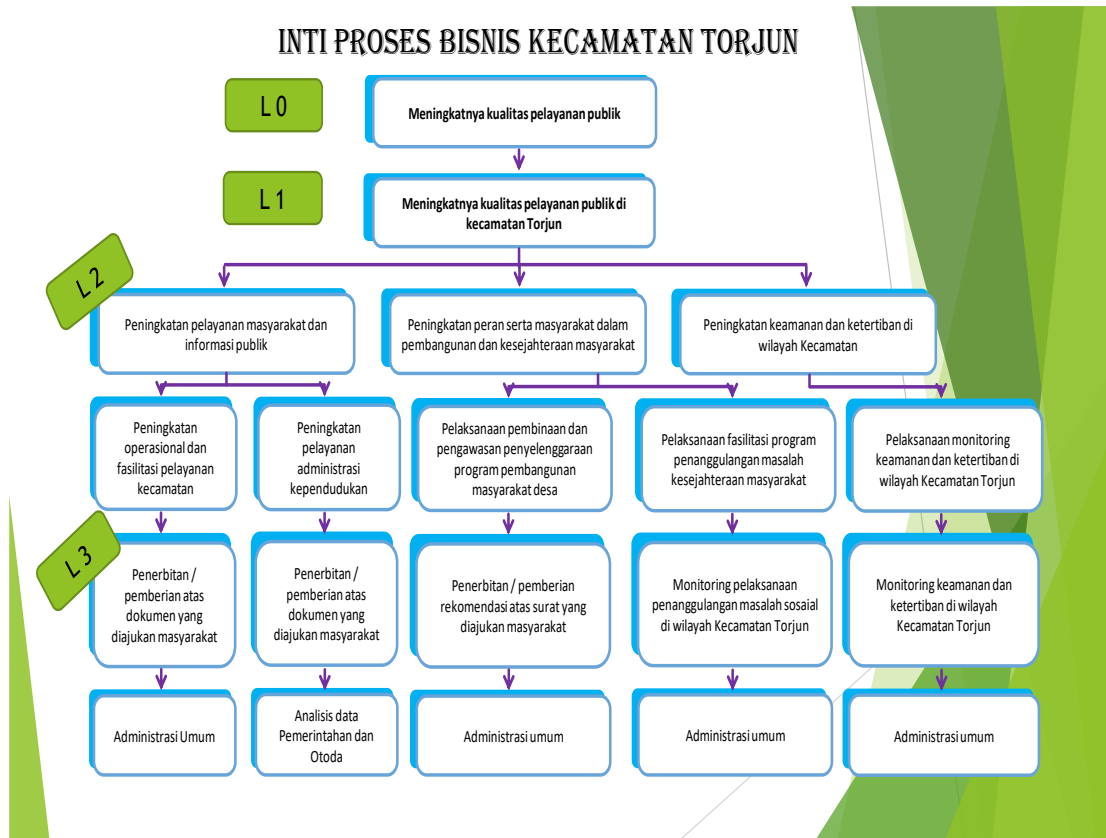 INTI PROSES BISNIS KECAMATAN TORJUN
L 0
Meningkatnya kualitas pelayanan publik
L 1
Meningkatnya kualitas pelayanan publik di
kecamatan Torjun
L 2
Peningkatan pelayanan masyarakat dan
informasi publik
Peningkatan peran serta masyarakat dalam
pembangunan dan kesejahteraan masyarakat
Peningkatan keamanan dan ketertiban di
wilayah Kecamatan
Peningkatan
operasional dan
fasilitasi pelayanan
kecamatan
Peningkatan
pelayanan
administrasi
kependudukan
Pelaksanaan pembinaan dan
pengawasan penyelenggaraan
program pembangunan
masyarakat desa
Pelaksanaan fasilitasi program
penanggulangan masalah
kesejahteraan masyarakat
Pelaksanaan monitoring
keamanan dan ketertiban di
wilayah Kecamatan Torjun
L 3
Penerbitan /
pemberian atas
dokumen yang
diajukan masyarakat
Penerbitan /
pemberian atas
dokumen yang
diajukan masyarakat
Penerbitan / pemberian
rekomendasi atas surat yang
diajukan masyarakat
Monitoring pelaksanaan
penanggulangan masalah sosaial
di wilayah Kecamatan Torjun
Monitoring keamanan dan
ketertiban di wilayah
Kecamatan Torjun
Administrasi Umum
Analisis data
Pemerintahan dan
Otoda
Administrasi umum
Administrasi umum
Administrasi umum